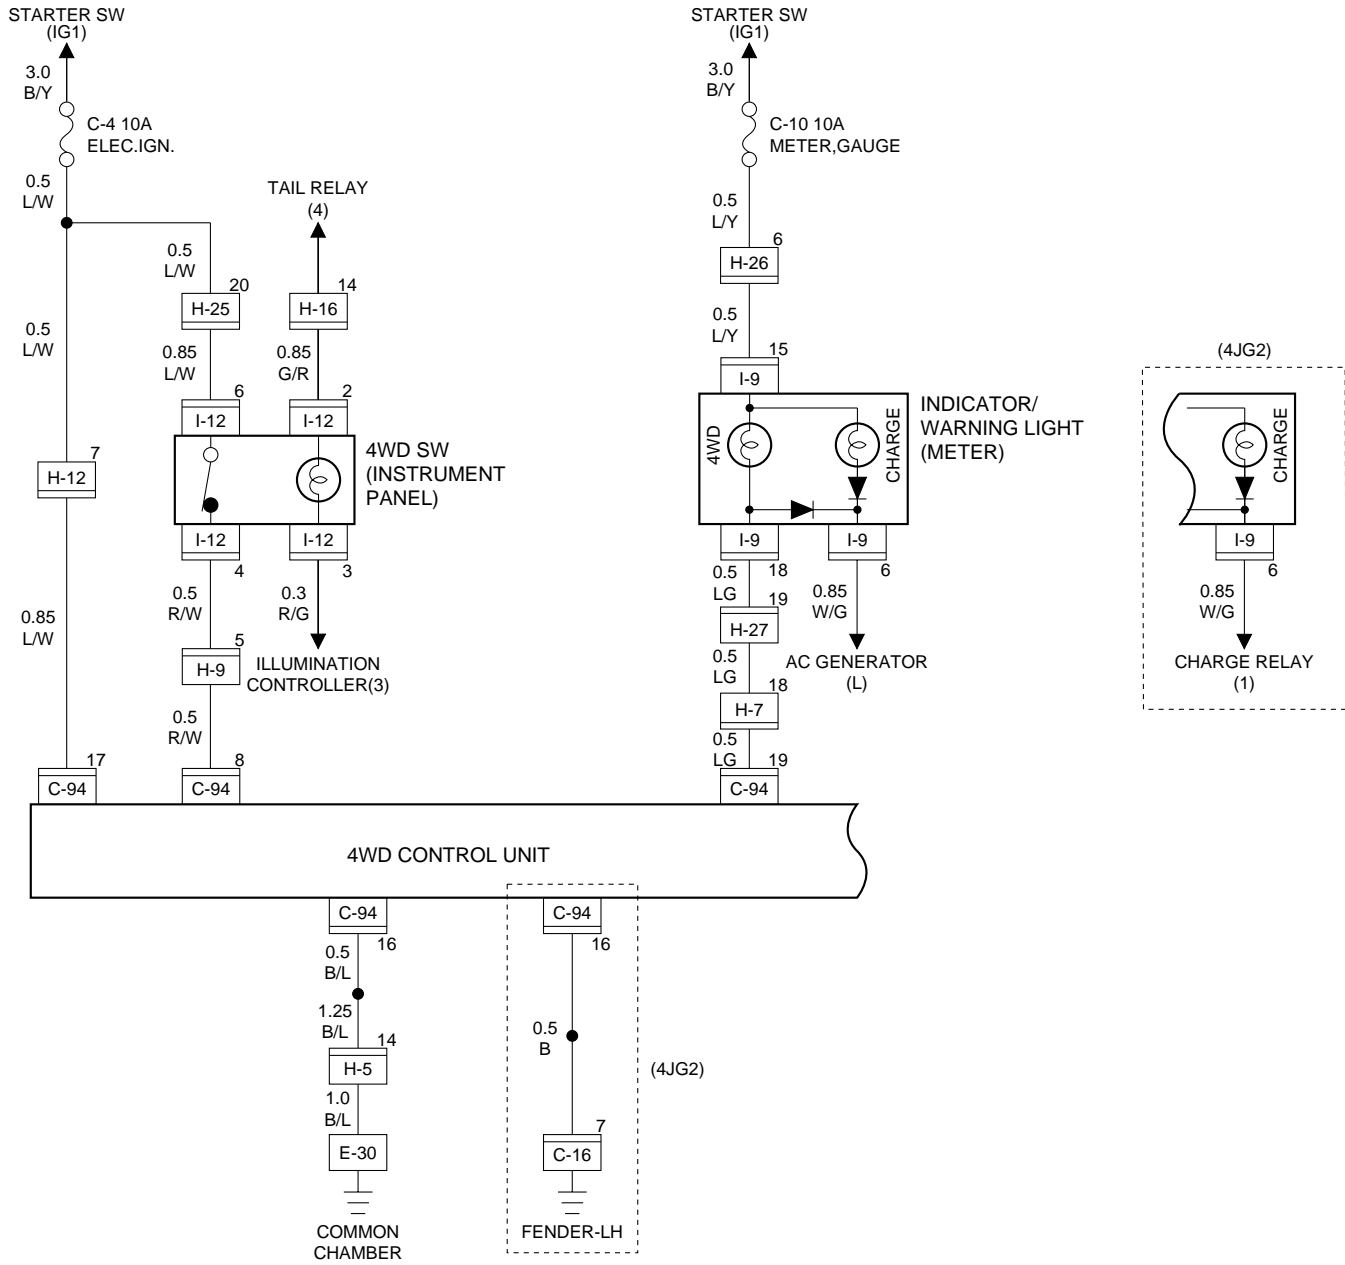 STARTER SW
(IG1)
3.0
B/Y
C-4 10A
ELEC.IGN.
0.5
L/W
0.5
L/W
TAIL RELAY
(4)
20
H-25
14
H-16
0.5
L/W
0.85
L/W
0.85
G/R
6
I-12
2
I-12
7
H-12
4WD SW
(INSTRUMENT
PANEL)
I-12
4
I-12
3
0.5
R/W
0.3
R/G
0.85
L/W
5
H-9
ILLUMINATION
CONTROLLER(3)
0.5
R/W
17
C-94
8
C-94
STARTER SW
(IG1)
3.0
B/Y
C-10 10A
METER,GAUGE
0.5
L/Y
6
H-26
0.5
L/Y
15
I-9
4WD
CHARGE
INDICATOR/
WARNING LIGHT
(METER)
I-9
18
I-9
6
0.5
LG
0.85
W/G
19
H-27
AC GENERATOR
(L)
0.5
LG
18
H-7
0.5
LG
19
C-94
(4JG2)
CHARGE
I-9
6
0.85
W/G
CHARGE RELAY
(1)
4WD CONTROL UNIT
C-94
16
0.5
B/L
1.25
B/L
14
H-5
1.0
B/L
E-30
COMMON
CHAMBER
C-94
16
0.5
B
(4JG2)
7
C-16
FENDER-LH